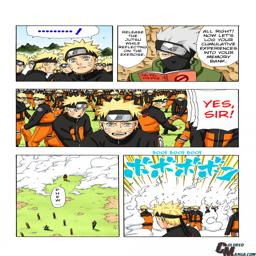 ALL RIGHT!
NOW LET'S LOG
YOUR
CUMULATIVE
EXPERIENCES
INTO YOUR
MEMORY
BANK.
RELEASE
THE
JUTSU
WHILE
REFLECTING
ON THE
EXERCISE.
YES,
SIR!
BOOF BOOF BOOF
COLORED
MANGA.COM